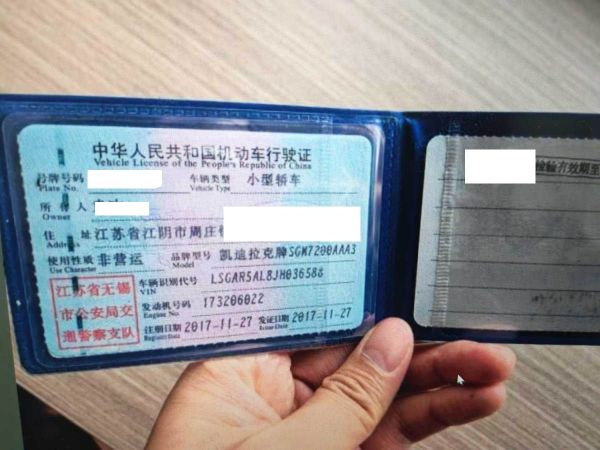 中华人民共和国机动车行驶证
Vehicle License of the People's Republic of China
号牌号码 车辆类型 小型轿车
Plate No. Vehicle Type
所有人
Owner
住址 江苏省江阴市周庄
Address
使用性质 非营运 品牌型号 凯迪拉克牌SGM7200AAA3
Use Character Model
江苏省无锡市公安局交通警察支队
车辆识别代号 LSGAR5AL8JH036588
VIN
发动机号码 173206022
Engine No.
注册日期 2017-11-27 发证日期 2017-11-27
Register Date Issue Date
检验有效期至